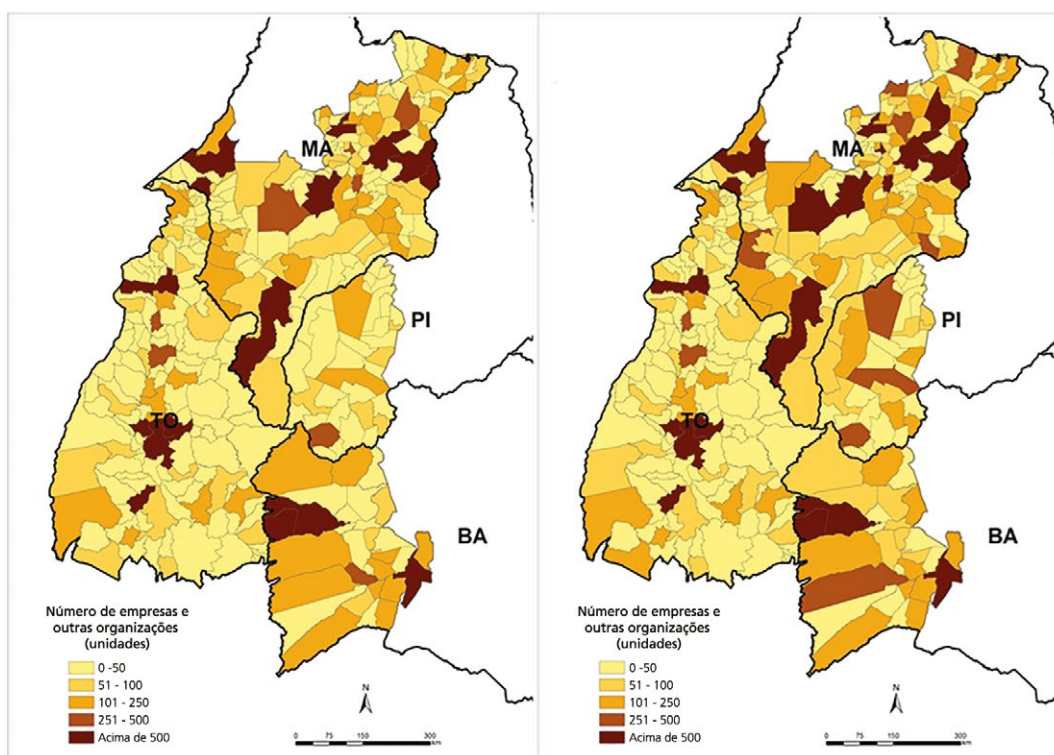 MA
PI
TO
BA
Número de empresas e
outras organizações
(unidades)
0 -50
51 - 100
101 - 250
251 - 500
Acima de 500
N
0 75 150 300
km
MA
PI
TO
BA
Número de empresas e
outras organizações
(unidades)
0 -50
51 - 100
101 - 250
251 - 500
Acima de 500
N
0 75 150 300
km